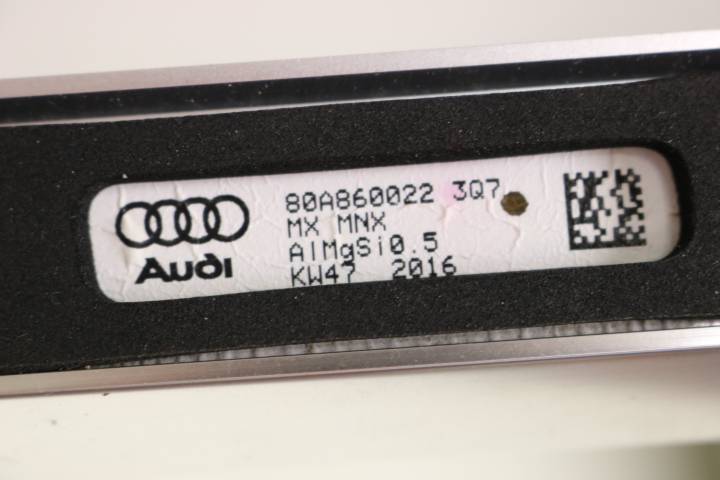 Audi
80A860022 3Q7
MX MNX
AlMgSi0.5
KW47 2016